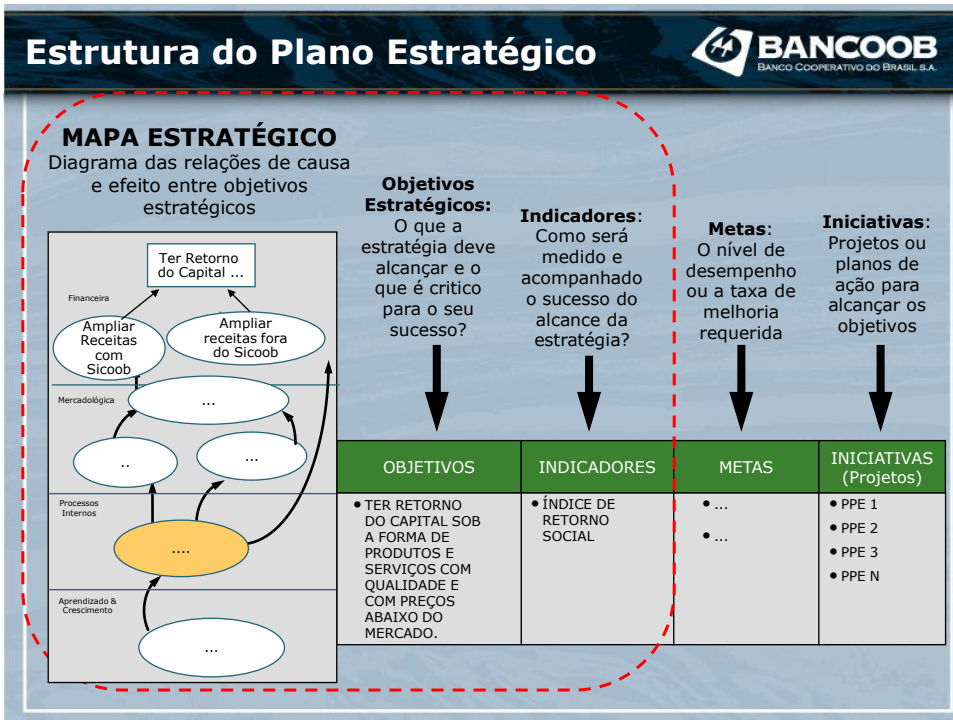 Estrutura do Plano Estratégico
BANCOOB
BANCO COOPERATIVO DO BRASIL S.A.
MAPA ESTRATÉGICO
Diagrama das relações de causa
e efeito entre objetivos
estratégicos
Ter Retorno
do Capital ...
Financeira
Ampliar
Receitas
com
Sicoob
Ampliar
receitas fora
do Sicoob
Mercadológica
...
..
...
Processos
Internos
....
Aprendizado &
Crescimento
...
Objetivos
Estratégicos:
O que a
estratégia deve
alcançar e o
que é critico
para o seu
sucesso?
Indicadores:
Como será
medido e
acompanhado
o sucesso do
alcance da
estratégia?
Metas:
O nível de
desempenho
ou a taxa de
melhoria
requerida
Iniciativas:
Projetos ou
planos de
ação para
alcançar os
objetivos
OBJETIVOS
INDICADORES
METAS
INICIATIVAS
(Projetos)
• TER RETORNO
DO CAPITAL SOB
A FORMA DE
PRODUTOS E
SERVIÇOS COM
QUALIDADE E
COM PREÇOS
ABAIXO DO
MERCADO.
• ÍNDICE DE
RETORNO
SOCIAL
• ...
• ...
• PPE 1
• PPE 2
• PPE 3
• PPE N